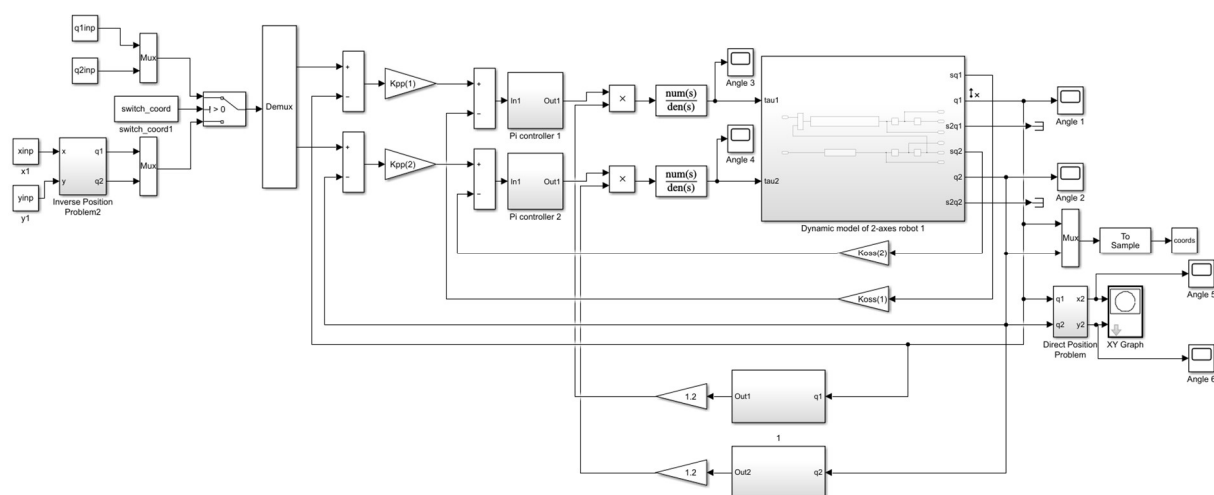 q1inp
q2inp
Mux
switch_coord
switch_coord1
! > 0
xinp
x1
yinp
y1
x
y
q1
q2
Inverse Position
Problem2
Mux
Demux
+
−
Kpp(1)
+
−
In1
Out1
Pi controller 1
×
num(s)
den(s)
Angle 3
+
−
Kpp(2)
+
−
In1
Out1
Pi controller 2
×
num(s)
den(s)
Angle 4
tau1
tau2
sq1
q1
s2q1
sq2
q2
s2q2
Dynamic model of 2-axes robot 1
Angle 1
Angle 2
Mux
To
Sample
coords
Koss(2)
Koss(1)
q1
q2
x2
y2
Direct Position
Problem
XY Graph
Angle 5
Angle 6
1.2
Out1
q1
1
1.2
Out2
q2